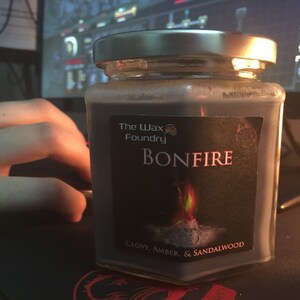 The Wax
Foundry
Bonfire
Clove, Amber, & Sandalwood